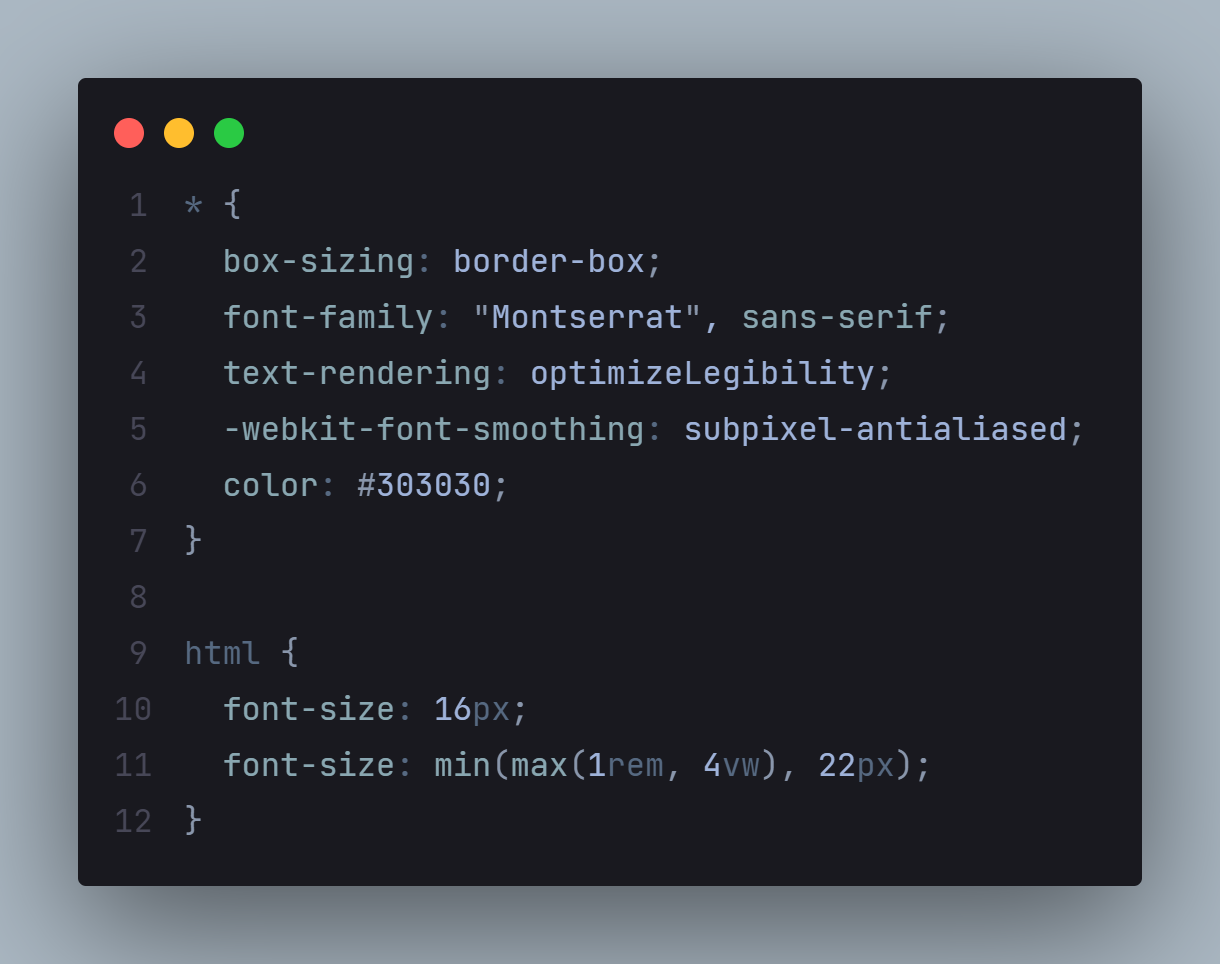 1 * {
2   box-sizing: border-box;
3   font-family: "Montserrat", sans-serif;
4   text-rendering: optimizeLegibility;
5   -webkit-font-smoothing: subpixel-antialiased;
6   color: #303030;
7 }
8
9 html {
10   font-size: 16px;
11   font-size: min(max(1rem, 4vw), 22px);
12 }